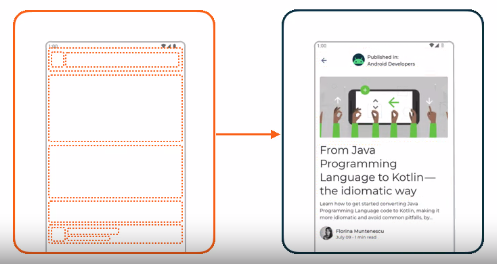 1:00
1:00
Published in:
Android Developers
From Java
Programming
Language to Kotlin—
the idiomatic way
Learn how to get started converting Java
Programming Language code to Kotlin, making it
more idiomatic and avoid common pitfalls, by…
Florina Muntenescu
July 09 · 1 min read